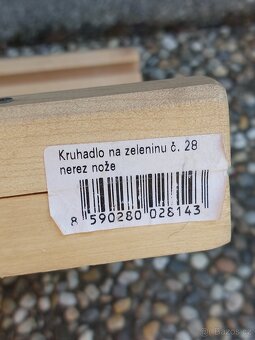 Kruhadlo na zeleninu č. 28
nerez nože
8 590280 028143